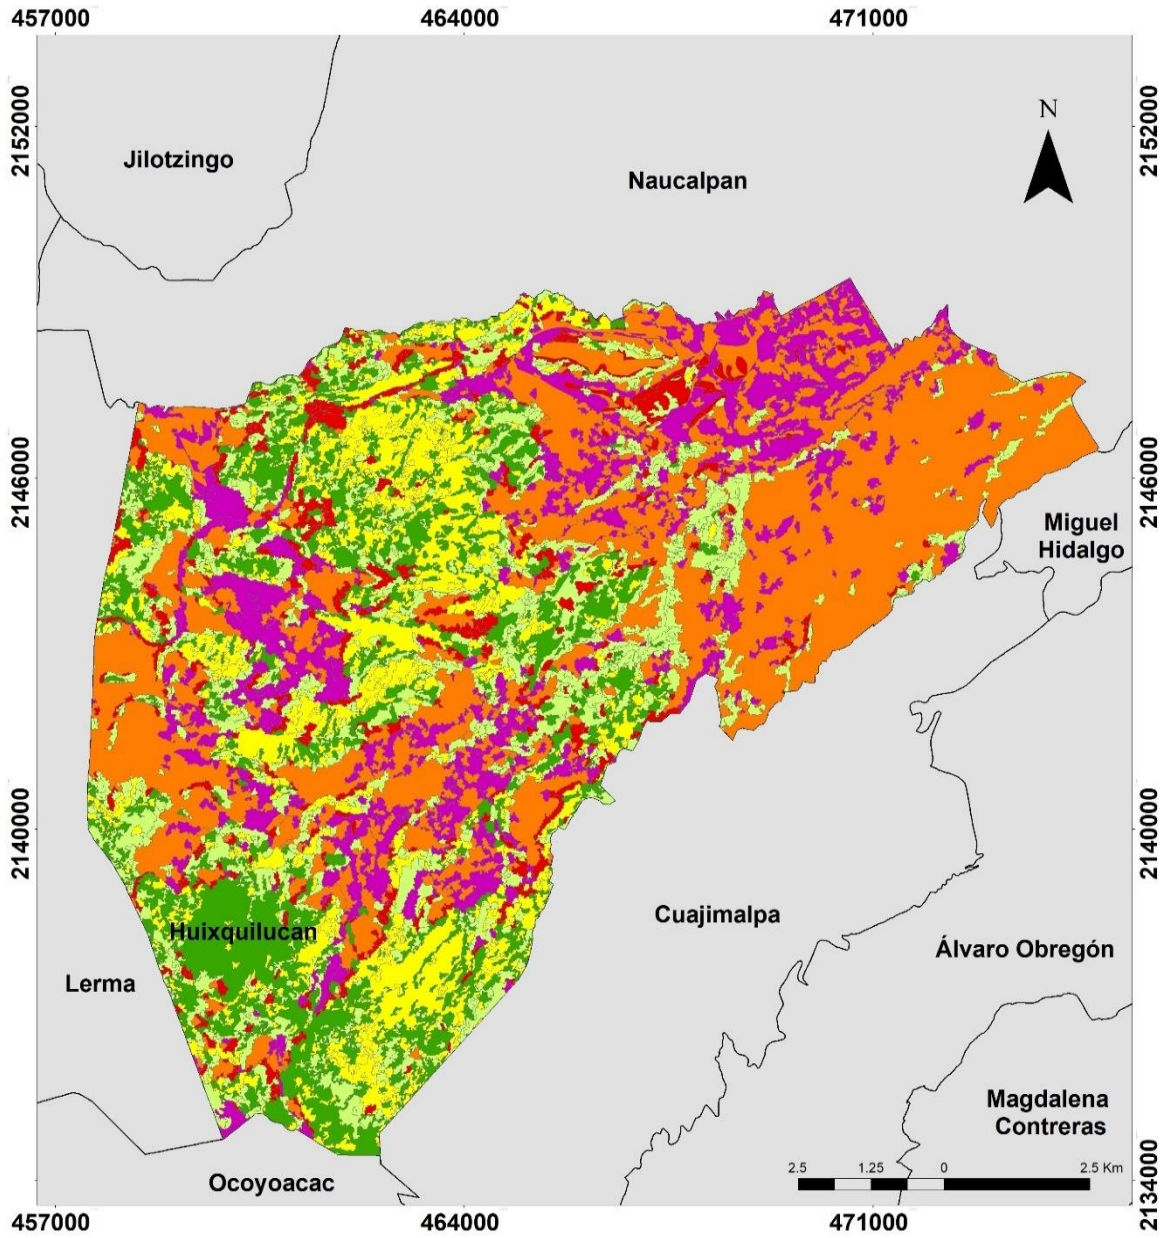 457000 464000 471000
2152000 2152000
N
Jilotzingo
Naucalpan
2146000 2146000
Miguel
Hidalgo
2140000 2140000
Huixquilucan
Cuajimalpa
Álvaro Obregón
Lerma
Magdalena
Contreras
2.5 1.25 0 2.5 Km
Ocoyoacac
2134000
457000 464000 471000